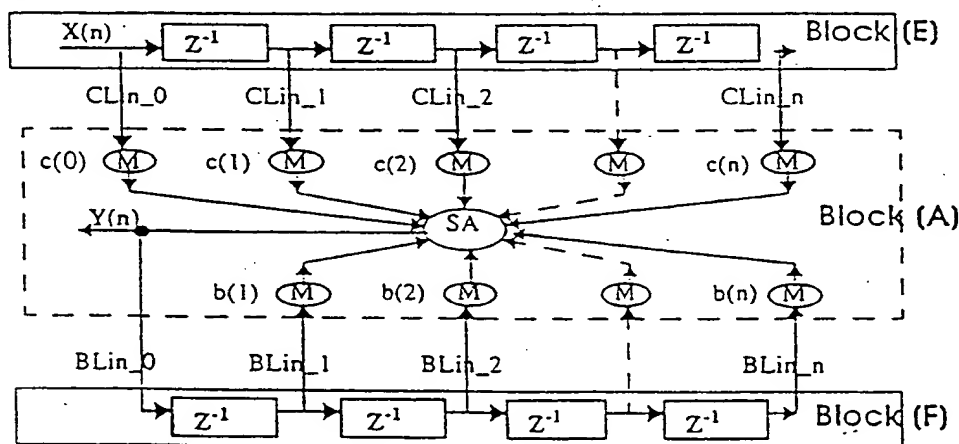 X(n) Z⁻¹ Z⁻¹ Z⁻¹ Z⁻¹ Block (E)
CLin_0 CLin_1 CLin_2 CLin_n
c(0) M c(1) M c(2) M M c(n) M
Y(n) SA Block (A)
b(1) M b(2) M M b(n) M
BLin_0 BLin_1 BLin_2 BLin_n
Z⁻¹ Z⁻¹ Z⁻¹ Z⁻¹ Block (F)